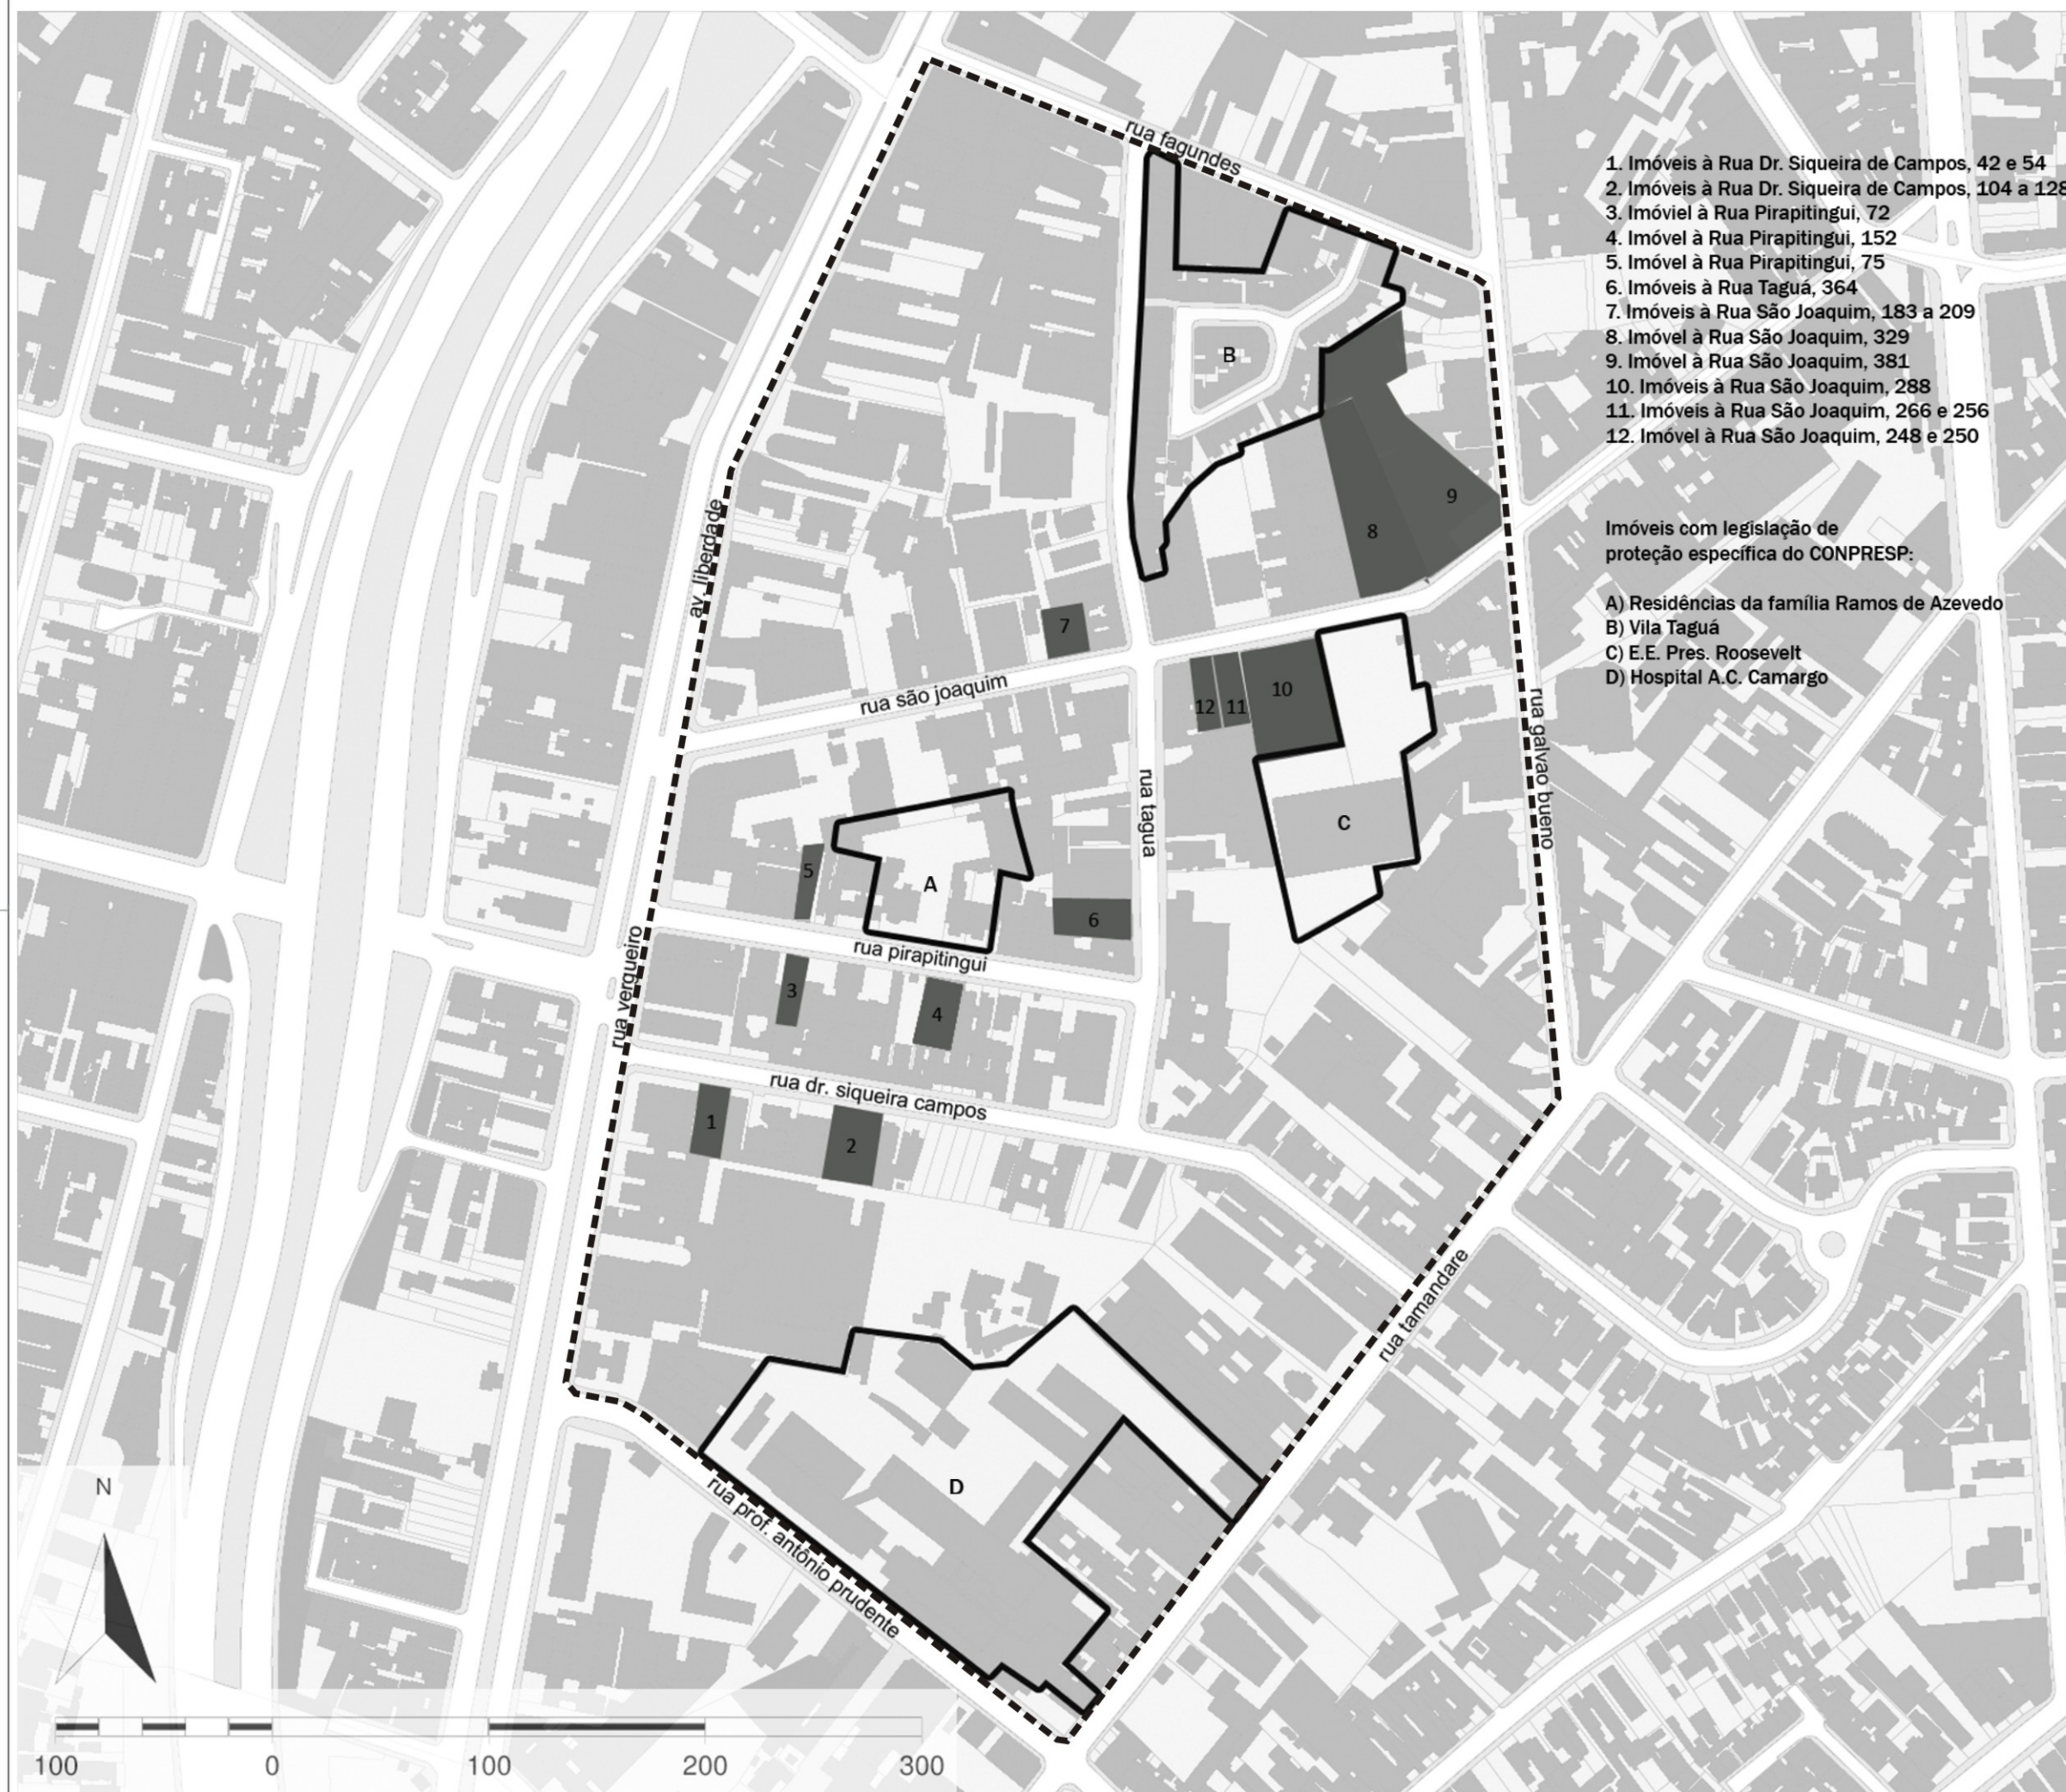 rua fagundes
1. Imóveis à Rua Dr. Siqueira de Campos, 42 e 54
2. Imóveis à Rua Dr. Siqueira de Campos, 104 a 128
3. Imóviel à Rua Pirapitingui, 72
4. Imóvel à Rua Pirapitingui, 152
5. Imóvel à Rua Pirapitingui, 75
6. Imóveis à Rua Taguá, 364
7. Imóveis à Rua São Joaquim, 183 a 209
8. Imóvel à Rua São Joaquim, 329
9. Imóvel à Rua São Joaquim, 381
10. Imóveis à Rua São Joaquim, 288
11. Imóveis à Rua São Joaquim, 266 e 256
12. Imóvel à Rua São Joaquim, 248 e 250
Imóveis com legislação de
proteção específica do CONPRESP:
A) Residências da família Ramos de Azevedo
B) Vila Taguá
C) E.E. Pres. Roosevelt
D) Hospital A.C. Camargo
B
9
8
av. liberdade
7
rua são joaquim
12
11
10
rua galvao bueno
rua tagua
C
5
A
6
rua pirapitingui
rua vergueiro
3
4
rua dr. siqueira campos
1
2
rua tamandare
D
rua prof. antônio prudente
N
100 0 100 200 300